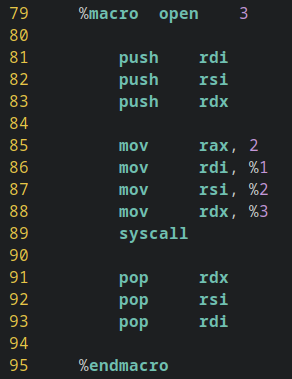 79 %macro open 3
80
81 push rdi
82 push rsi
83 push rdx
84
85 mov rax, 2
86 mov rdi, %1
87 mov rsi, %2
88 mov rdx, %3
89 syscall
90
91 pop rdx
92 pop rsi
93 pop rdi
94
95 %endmacro